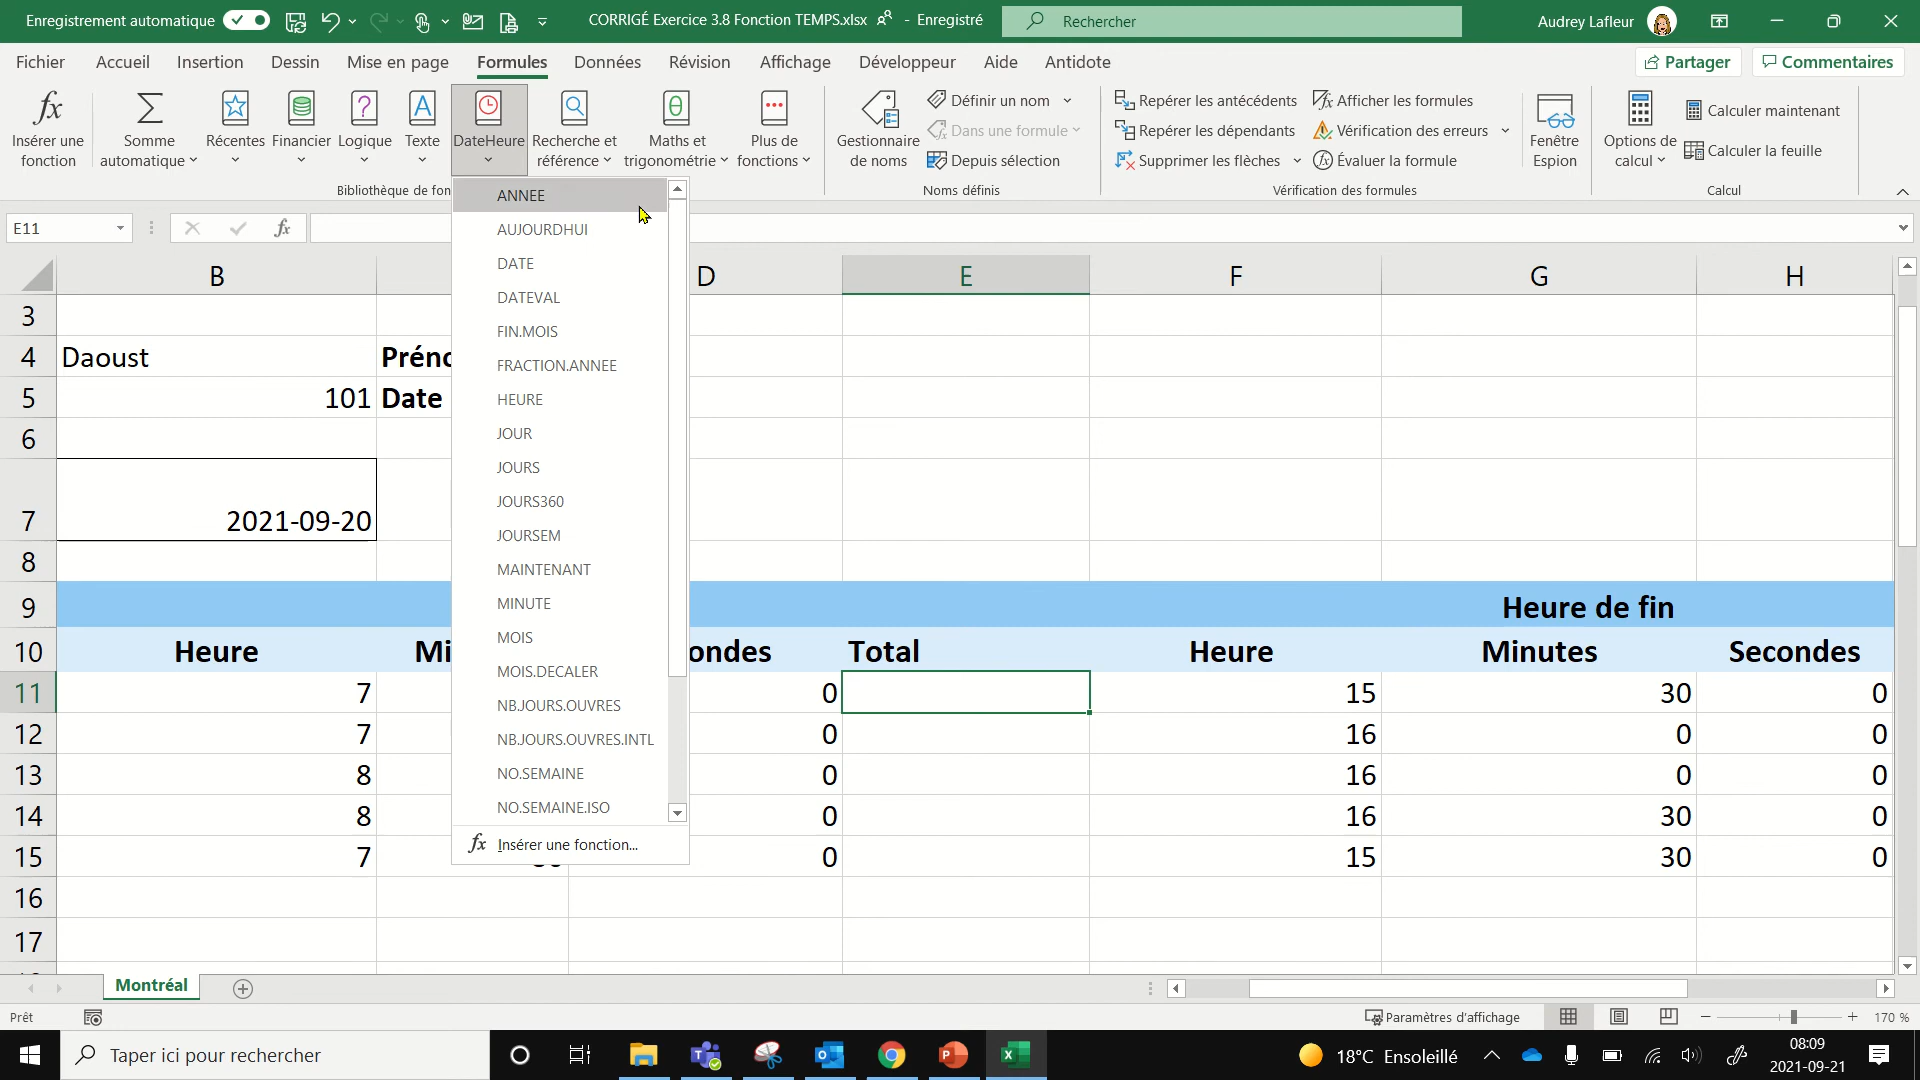 Enregistrement automatique
CORRIGÉ Exercice 3.8 Fonction TEMPS.xlsx - Enregistré
Rechercher
Audrey Lafleur
Fichier Accueil Insertion Dessin Mise en page Formules Données Révision Affichage Développeur Aide Antidote
Partager Commentaires
Insérer une fonction
Somme automatique
Récentes
Financier
Logique
Texte
DateHeure
Recherche et référence
Maths et trigonométrie
Plus de fonctions
Bibliothèque de fon
Gestionnaire de noms
Définir un nom
Dans une formule
Depuis sélection
Noms définis
Repérer les antécédents
Repérer les dépendants
Supprimer les flèches
Afficher les formules
Vérification des erreurs
Évaluer la formule
Vérification des formules
Fenêtre Espion
Options de calcul
Calculer maintenant
Calculer la feuille
Calcul
E11
fx
ANNEE
AUJOURDHUI
DATE
DATEVAL
FIN.MOIS
FRACTION.ANNEE
HEURE
JOUR
JOURS
JOURS360
JOURSEM
MAINTENANT
MINUTE
MOIS
MOIS.DECALER
NB.JOURS.OUVRES
NB.JOURS.OUVRES.INTL
NO.SEMAINE
NO.SEMAINE.ISO
fx Insérer une fonction...
B D E F G H
3
4 Daoust Préno
5 101 Date
6
7 2021-09-20
8
9 Heure de fin
10 Heure Mi ondes Total Heure Minutes Secondes
11 7 0 15 30 0
12 7 0 16 0 0
13 8 0 16 0 0
14 8 0 16 30 0
15 7 0 15 30 0
16
17
Montréal
Prêt
Paramètres d'affichage
170 %
Taper ici pour rechercher
18°C Ensoleillé
08:09
2021-09-21